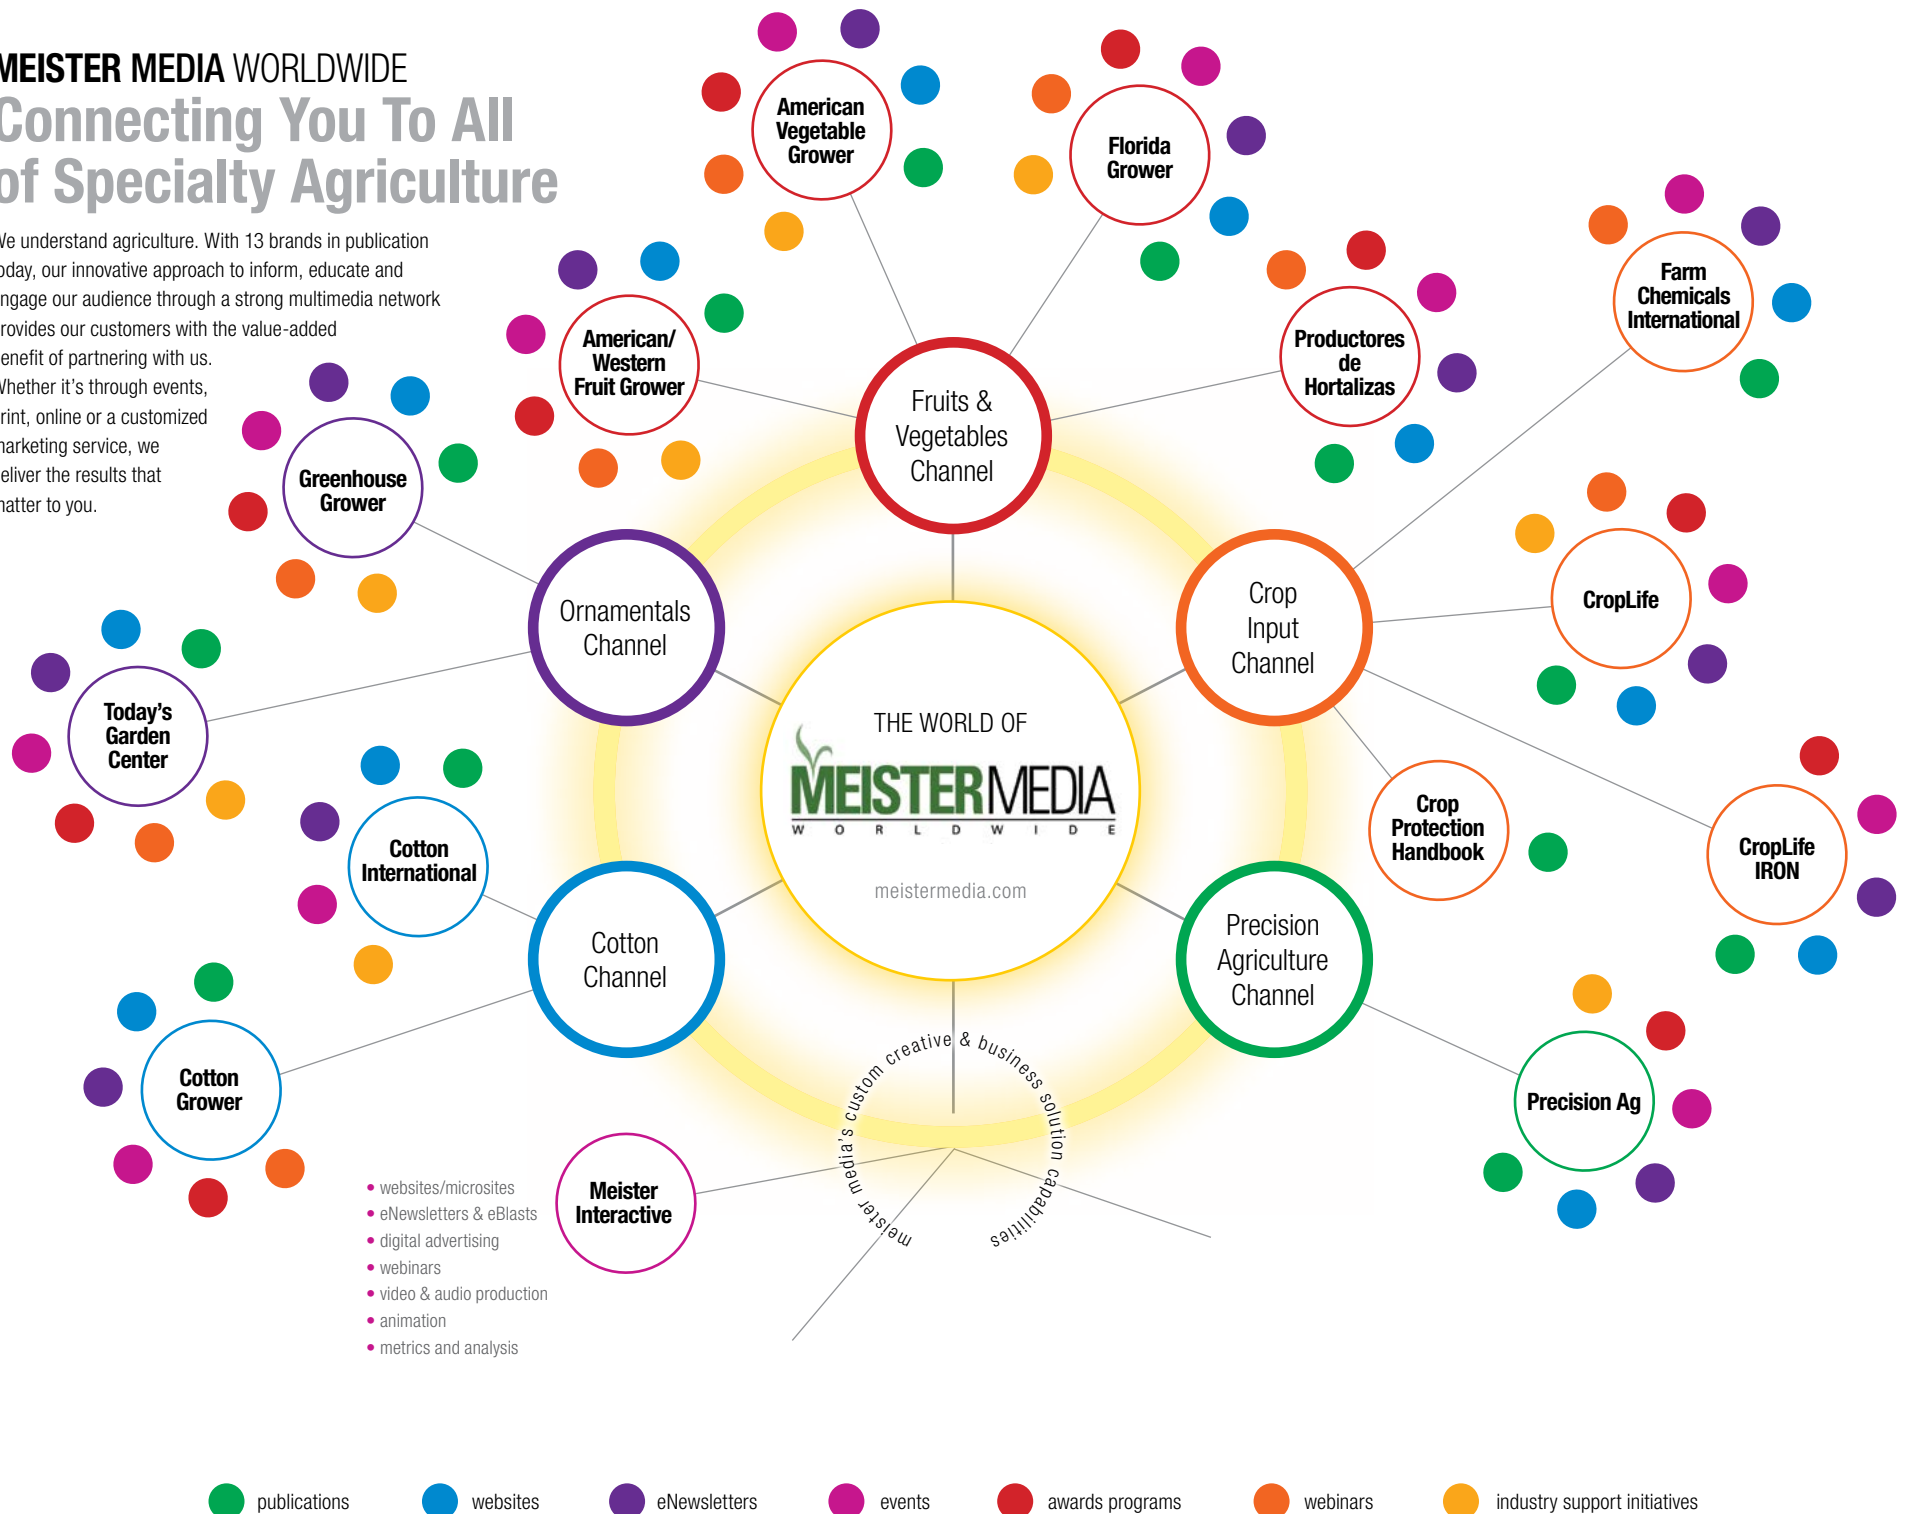 MEISTER MEDIA WORLDWIDE
Connecting You To All
of Specialty Agriculture
We understand agriculture. With 13 brands in publication
today, our innovative approach to inform, educate and
engage our audience through a strong multimedia network
provides our customers with the value-added
benefit of partnering with us.
Whether it's through events,
print, online or a customized
marketing service, we
deliver the results that
matter to you.
American
Vegetable
Grower
Florida
Grower
American/
Western
Fruit Grower
Productores
de
Hortalizas
Farm
Chemicals
International
Greenhouse
Grower
Fruits &
Vegetables
Channel
CropLife
Ornamentals
Channel
Crop
Input
Channel
Today's
Garden
Center
THE WORLD OF
MEISTERMEDIA
WORLDWIDE
meistermedia.com
Cotton
International
Crop
Protection
Handbook
CropLife
IRON
Cotton
Channel
Precision
Agriculture
Channel
Cotton
Grower
Precision Ag
meister media's custom creative & business solution capabilities
Meister
Interactive
• websites/microsites
• eNewsletters & eBlasts
• digital advertising
• webinars
• video & audio production
• animation
• metrics and analysis
publications
websites
eNewsletters
events
awards programs
webinars
industry support initiatives